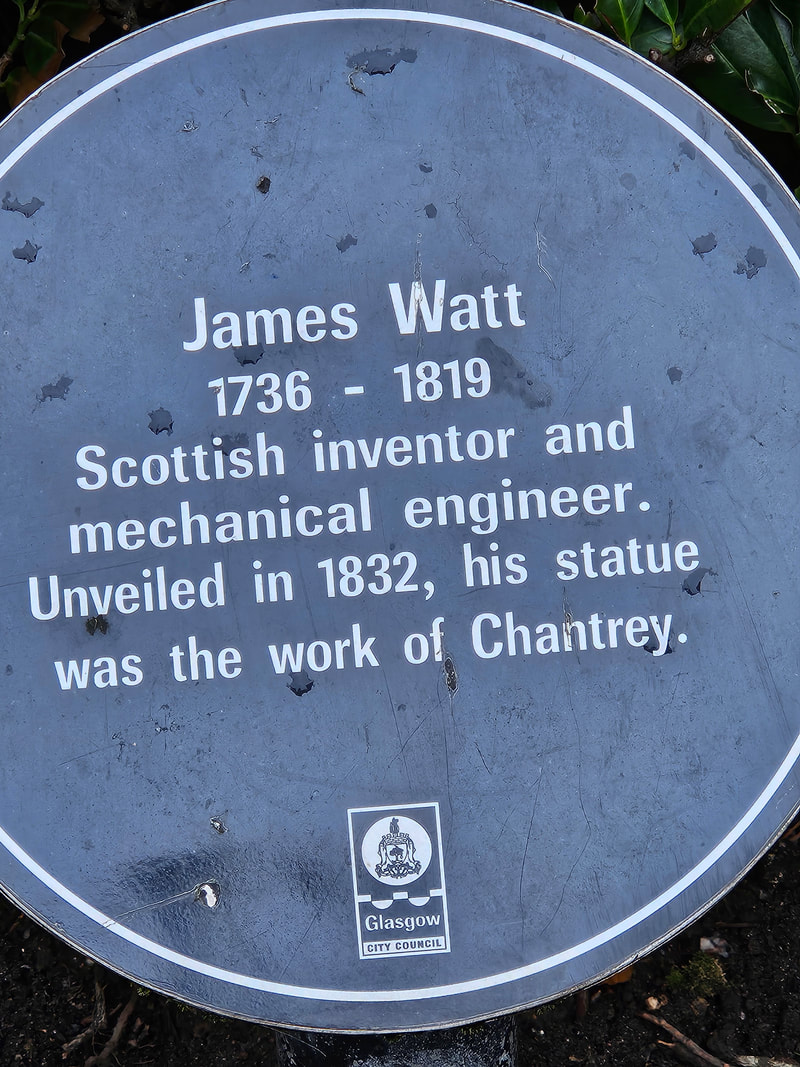 James Watt
1736 - 1819
Scottish inventor and
mechanical engineer.
Unveiled in 1832, his statue
was the work of Chantrey.
Glasgow
CITY COUNCIL